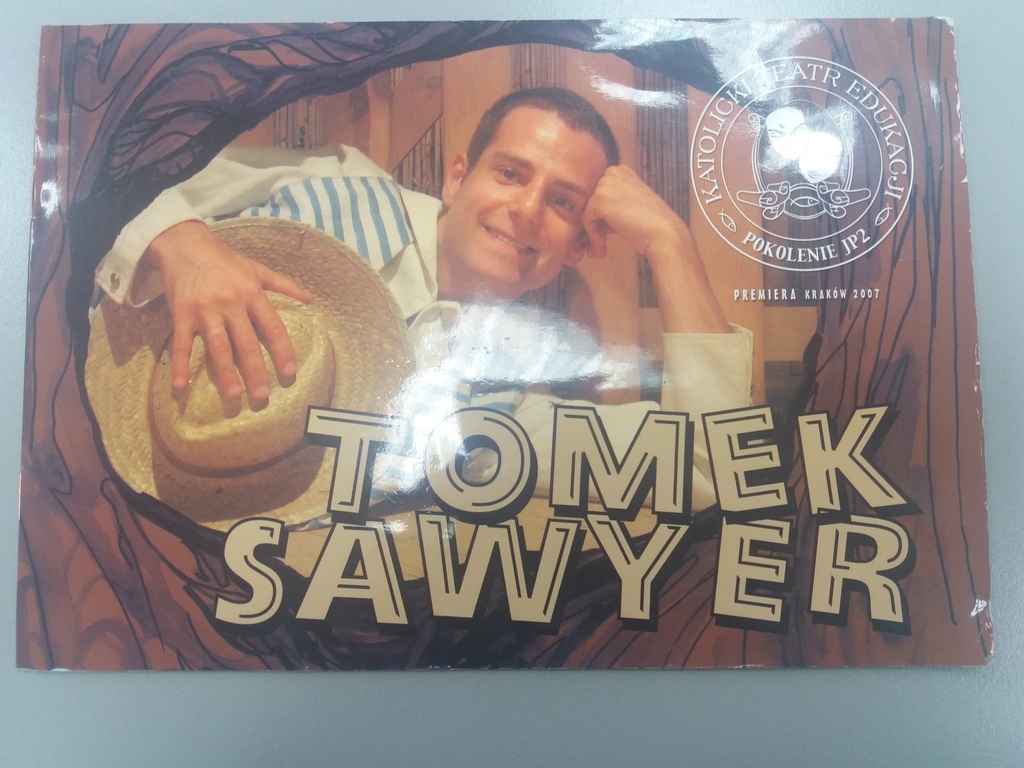 KATOLICKI TEATR EDUKACJI
POKOLENIE JP2
PREMIERA KRAKÓW 2007
TOMEK
SAWYER